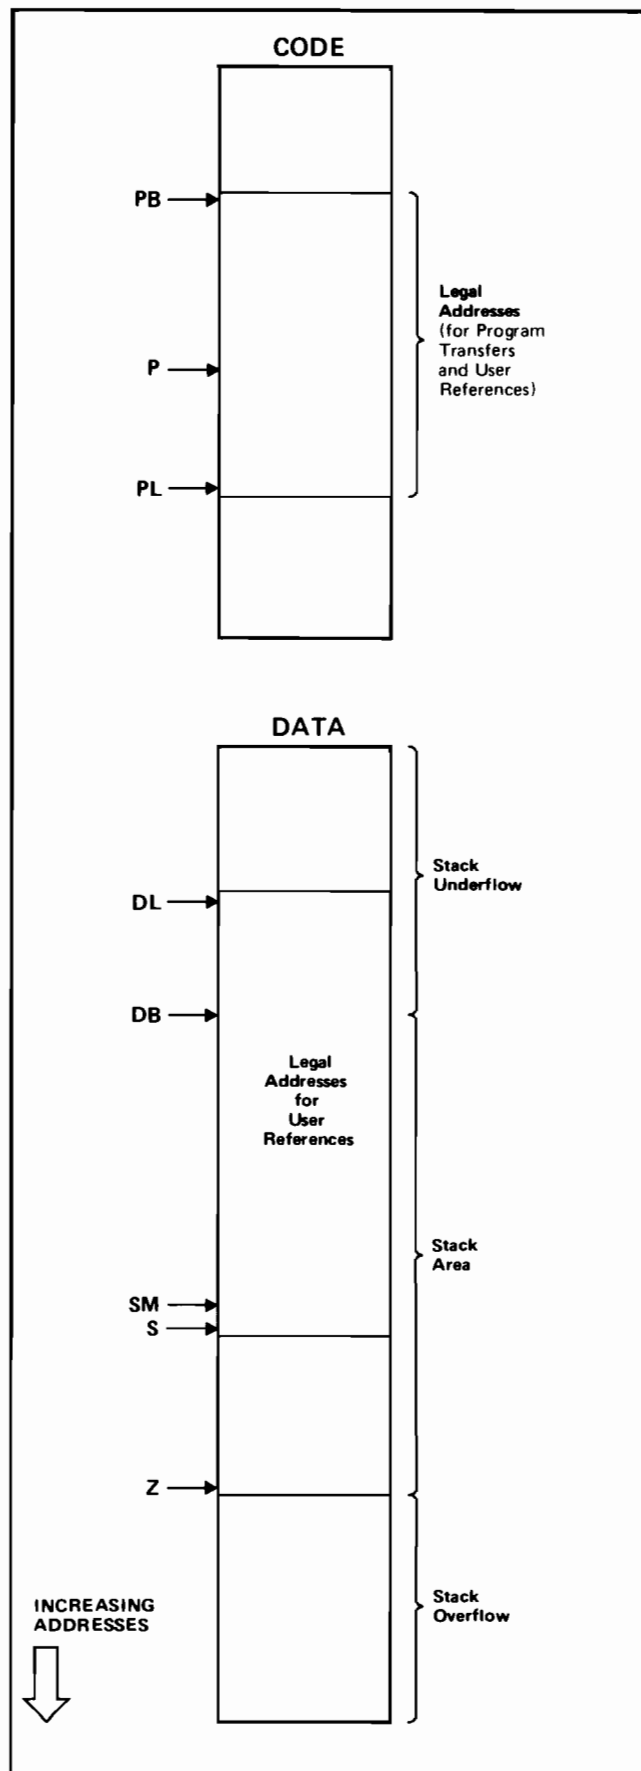 CODE
PB
Legal
Addresses
(for Program
Transfers
and User
References)
P
PL
DATA
Stack
Underflow
DL
DB
Legal
Addresses
for
User
References
Stack
Area
SM
S
Z
Stack
Overflow
INCREASING
ADDRESSES